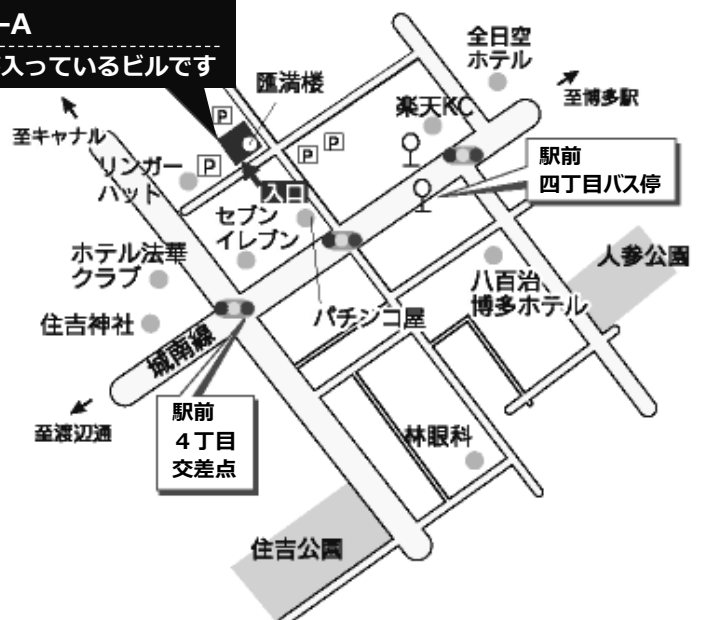 -A
入っているビルです
全日空
ホテル
至博多駅
匯満楼
楽天KC
P
至キャナル
P
P
P
リンガー
ハット
入口
駅前
四丁目バス停
セブン
イレブン
ホテル法華
クラブ
人参公園
八百治
博多ホテル
パチンコ屋
住吉神社
城南線
駅前
４丁目
交差点
至渡辺通
林眼科
住吉公園